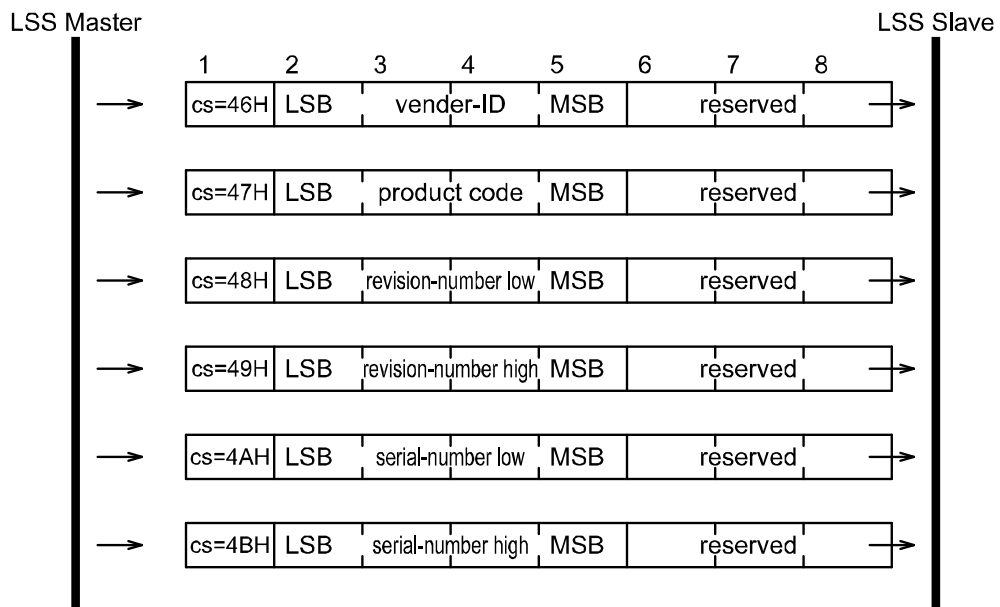 LSS Master LSS Slave
1 2 3 4 5 6 7 8
cs=46H LSB vender-ID MSB reserved
cs=47H LSB product code MSB reserved
cs=48H LSB revision-number low MSB reserved
cs=49H LSB revision-number high MSB reserved
cs=4AH LSB serial-number low MSB reserved
cs=4BH LSB serial-number high MSB reserved